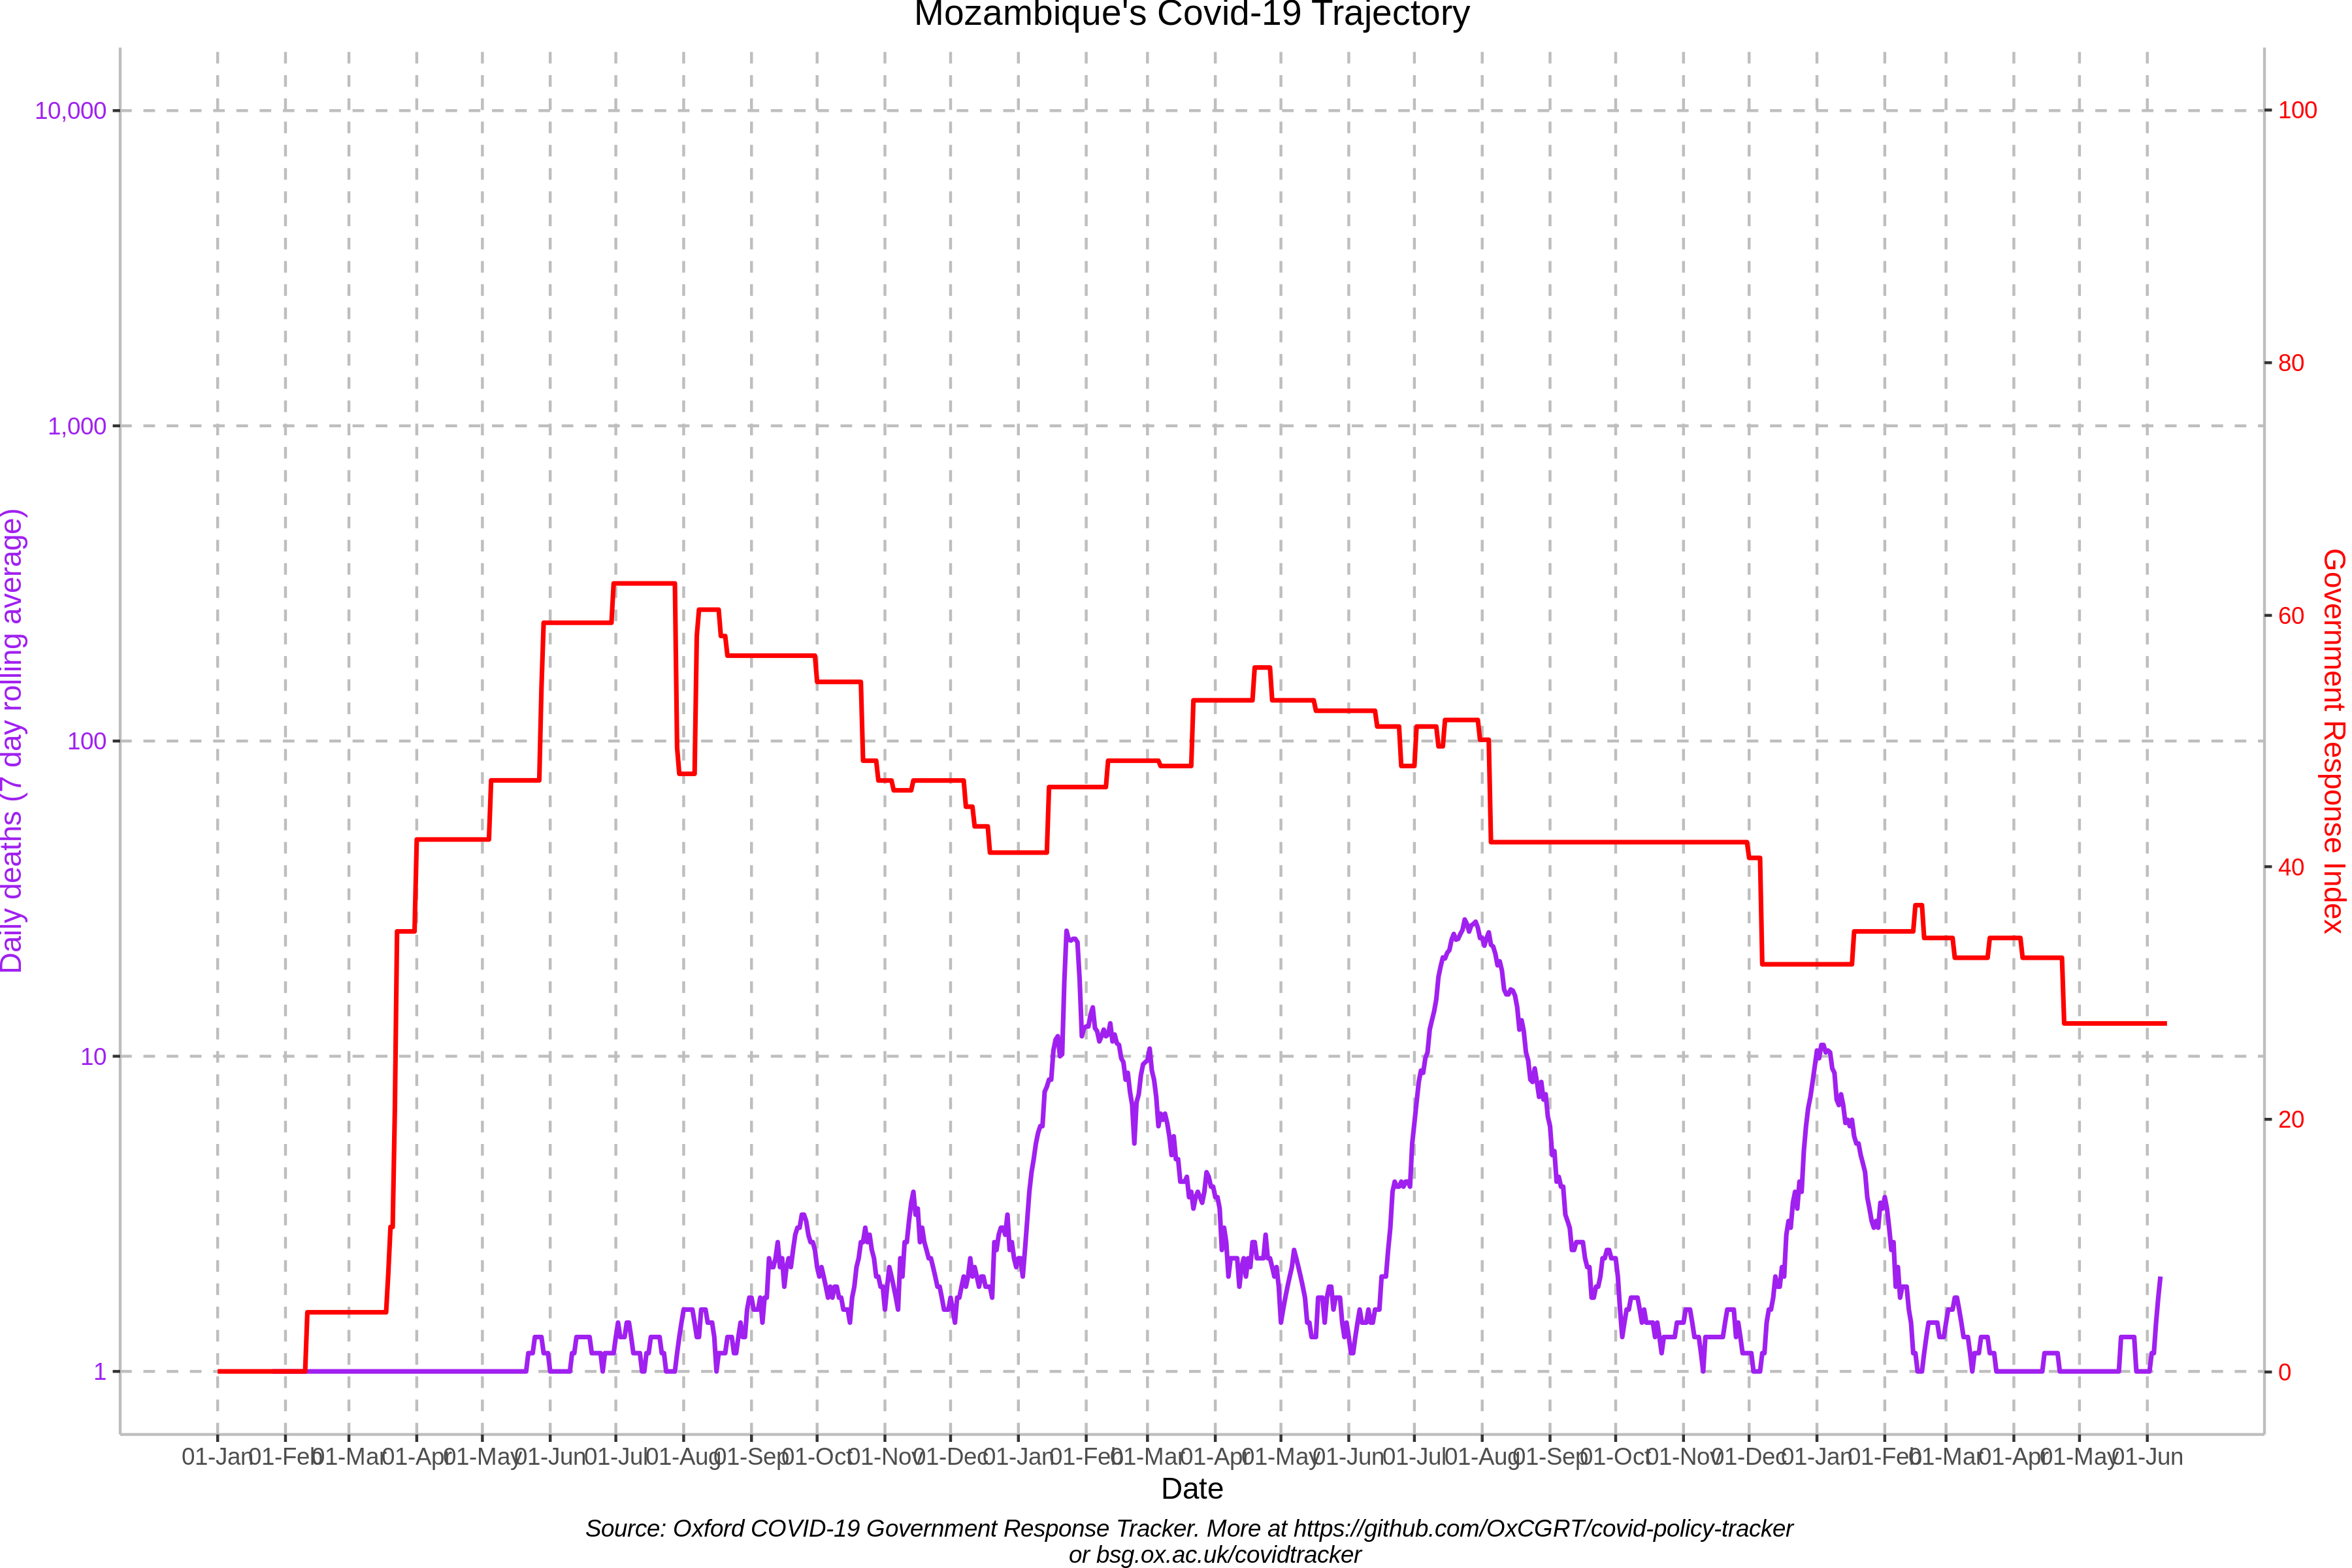 Mozambique's Covid-19 Trajectory
10,000
1,000
100
10
1
Daily deaths (7 day rolling average)
100
80
60
40
20
0
Government Response Index
01-Jan 01-Feb 01-Mar 01-Apr 01-May 01-Jun 01-Jul 01-Aug 01-Sep 01-Oct 01-Nov 01-Dec 01-Jan 01-Feb 01-Mar 01-Apr 01-May 01-Jun 01-Jul 01-Aug 01-Sep 01-Oct 01-Nov 01-Dec 01-Jan 01-Feb 01-Mar 01-Apr 01-May 01-Jun
Date
Source: Oxford COVID-19 Government Response Tracker. More at https://github.com/OxCGRT/covid-policy-tracker
or bsg.ox.ac.uk/covidtracker